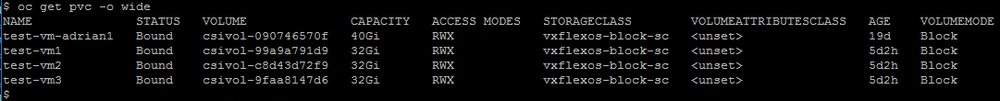 $ oc get pvc -o wide
NAME STATUS VOLUME CAPACITY ACCESS MODES STORAGECLASS VOLUMEATTRIBUTESCLASS AGE VOLUMEMODE
test-vm-adrian1 Bound csivol-090746570f 40Gi RWX vxflexos-block-sc <unset> 19d Block
test-vm1 Bound csivol-99a9a791d9 32Gi RWX vxflexos-block-sc <unset> 5d2h Block
test-vm2 Bound csivol-c8d43d72f9 32Gi RWX vxflexos-block-sc <unset> 5d2h Block
test-vm3 Bound csivol-9faa8147d6 32Gi RWX vxflexos-block-sc <unset> 5d2h Block
$